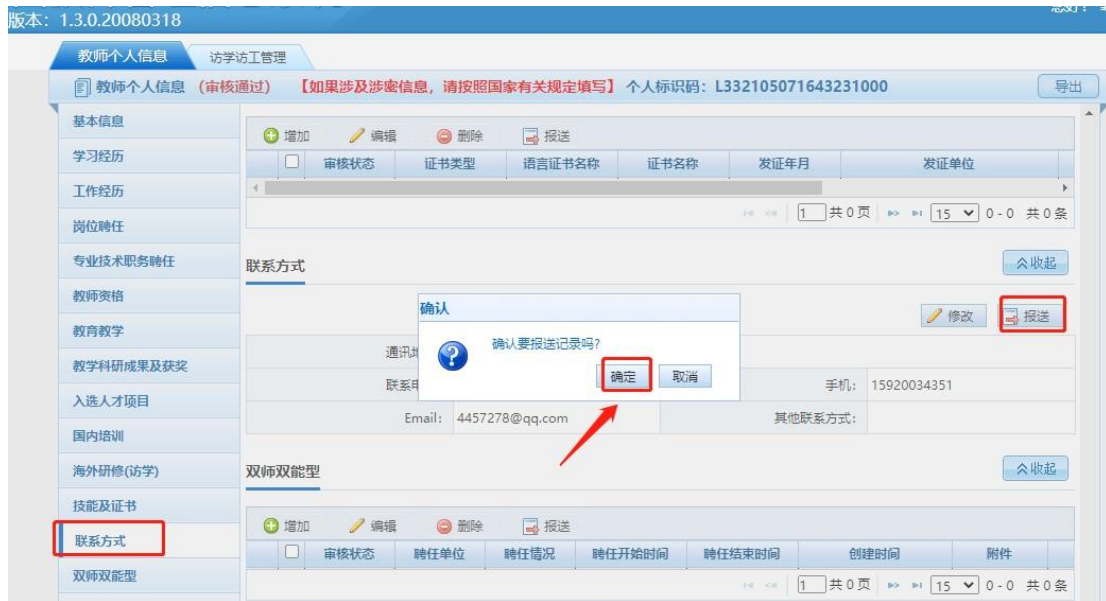 版本: 1.3.0.20080318
您好!
教师个人信息 访学访工管理
教师个人信息 (审核通过) 【如果涉及涉密信息，请按照国家有关规定填写】 个人标识码: L332105071643231000 导出
基本信息
学习经历
工作经历
岗位聘任
专业技术职务聘任
教师资格
教育教学
教学科研成果及获奖
入选人才项目
国内培训
海外研修(访学)
技能及证书
联系方式
双师双能型
增加 编辑 删除 报送
审核状态 证书类型 语言证书名称 证书名称 发证年月 发证单位
1 共 0 页 15 0 - 0 共 0 条
联系方式 收起
修改 报送
通讯
联系
手机: 15920034351
Email: 4457278@qq.com 其他联系方式:
确认
确认要报送记录吗?
确定 取消
双师双能型 收起
增加 编辑 删除 报送
审核状态 聘任单位 聘任情况 聘任开始时间 聘任结束时间 创建时间 附件
1 共 0 页 15 0 - 0 共 0 条